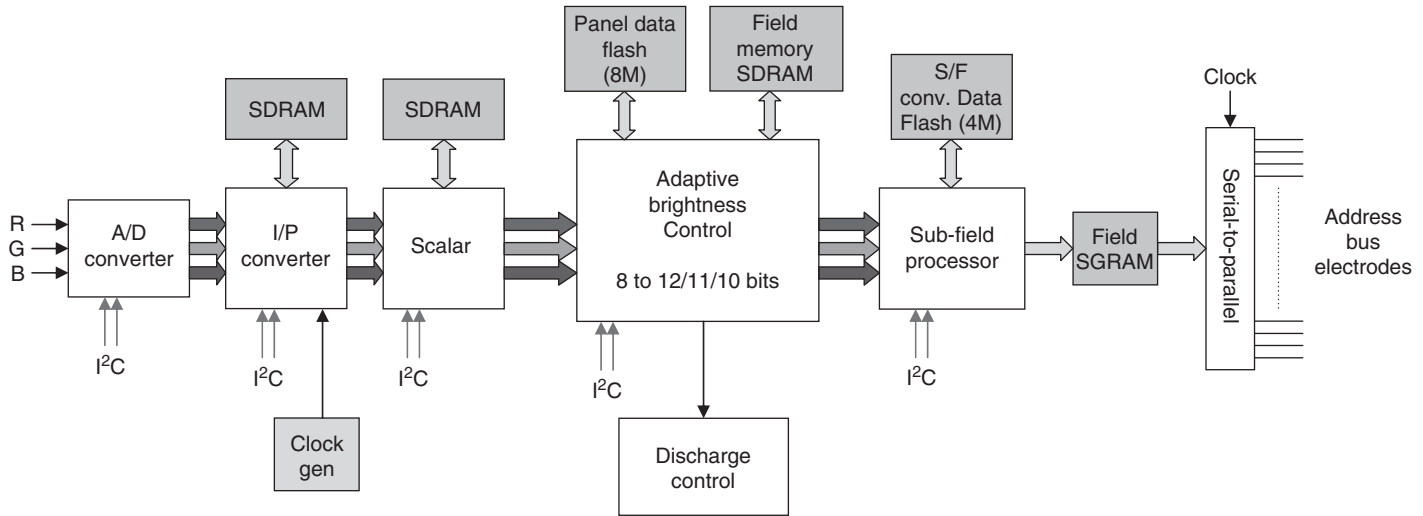 Panel data
flash
(8M)
Field
memory
SDRAM
S/F
conv. Data
Flash (4M)
Clock
SDRAM
SDRAM
R
G
B
A/D
converter
I/P
converter
Scalar
Adaptive
brightness
Control
8 to 12/11/10 bits
Sub-field
processor
Field
SGRAM
Serial-to-parallel
Address
bus
electrodes
I²C
I²C
I²C
I²C
I²C
Clock
gen
Discharge
control